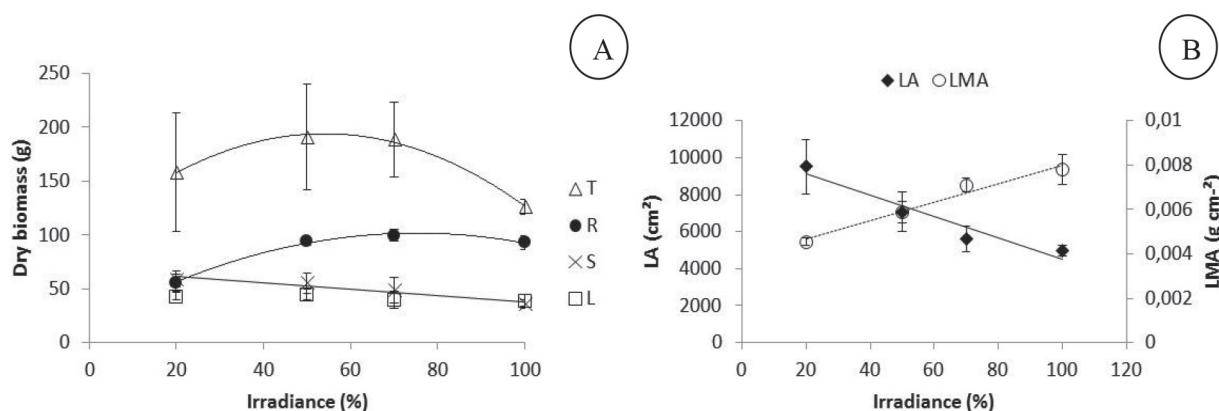 A
250
200
150
100
50
0
Dry biomass (g)
0 20 40 60 80 100
Irradiance (%)
T
R
S
L
B
LA LMA
12000
10000
8000
6000
4000
2000
0
LA (cm²)
0,01
0,008
0,006
0,004
0,002
0
LMA (g cm-²)
0 20 40 60 80 100 120
Irradiance (%)